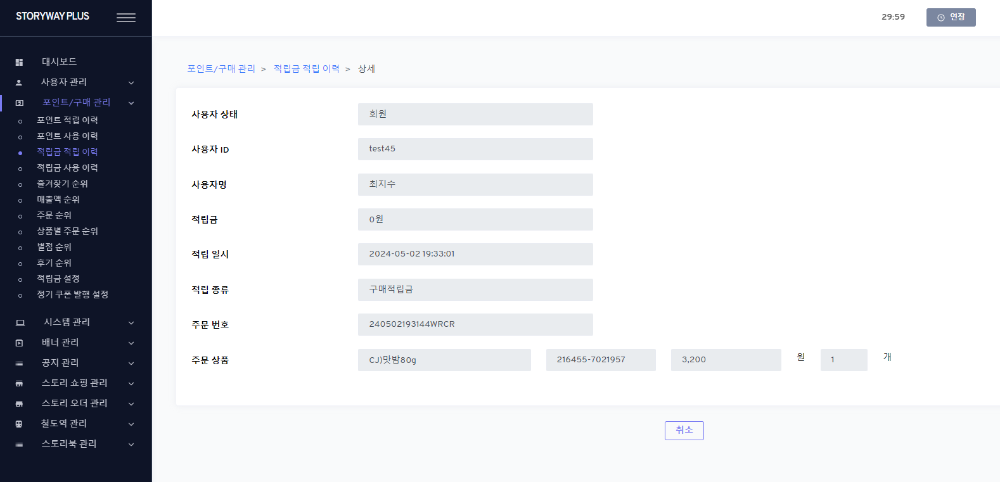 STORYWAY PLUS
29:59
연장
대시보드
사용자 관리
포인트/구매 관리
포인트 적립 이력
포인트 사용 이력
적립금 적립 이력
적립금 사용 이력
즐겨찾기 순위
매출액 순위
주문 순위
상품별 주문 순위
별점 순위
후기 순위
적립금 설정
정기 쿠폰 발행 설정
시스템 관리
배너 관리
공지 관리
스토리 쇼핑 관리
스토리 오더 관리
철도역 관리
스토리북 관리
포인트/구매 관리 > 적립금 적립 이력 > 상세
사용자 상태 회원
사용자 ID test45
사용자명 최지수
적립금 0원
적립 일시 2024-05-02 19:33:01
적립 종류 구매적립금
주문 번호 240502193144WRCR
주문 상품 CJ)맛밤80g 216455-7021957 3,200 원 1 개
취소